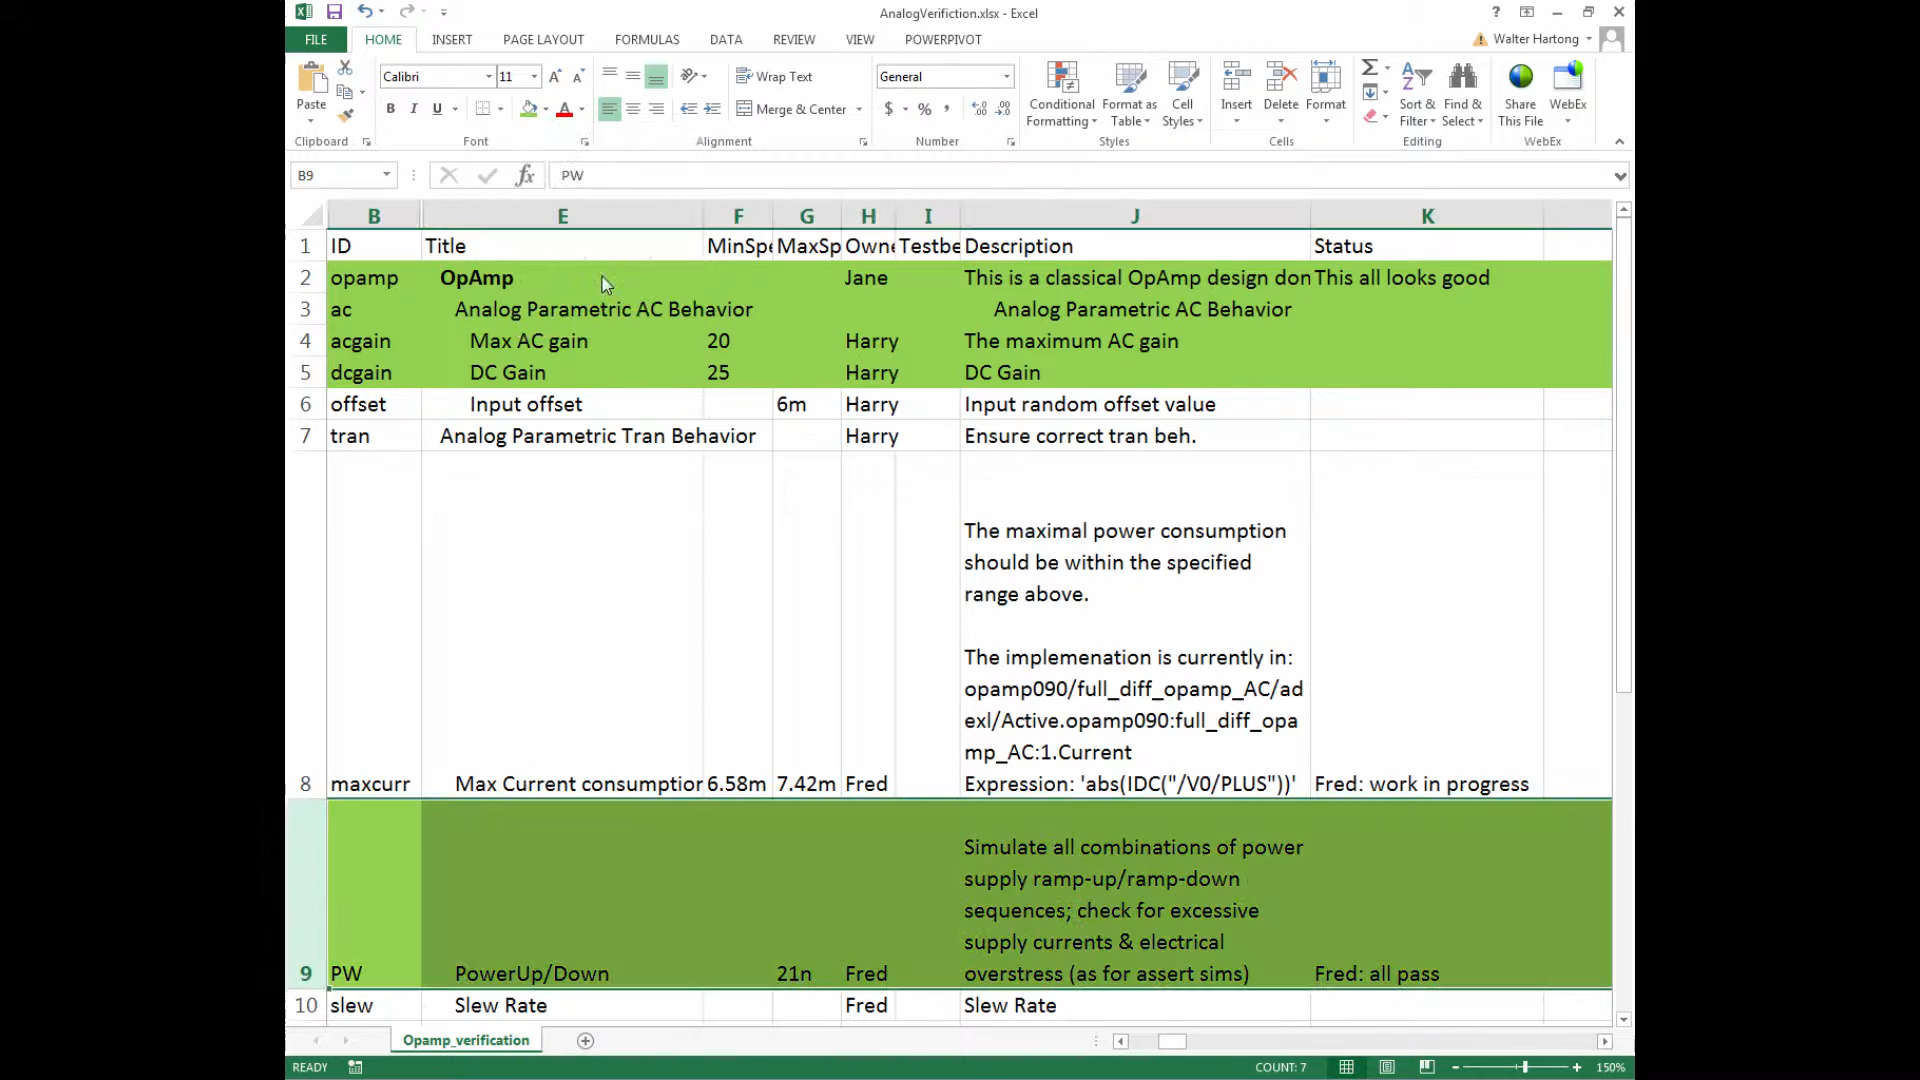 AnalogVerifiction.xlsx - Excel
?
FILE HOME INSERT PAGE LAYOUT FORMULAS DATA REVIEW VIEW POWERPIVOT Walter Hartong
Calibri 11 Wrap Text General
Paste B I U Merge & Center $ % Conditional Formatting Format as Table Cell Styles Insert Delete Format Sort & Filter Find & Select Share This File WebEx
Clipboard Font Alignment Number Styles Cells Editing WebEx
B9 fx PW
B E F G H I J K
1 ID Title MinSpe MaxSp Owne Testbe Description Status
2 opamp OpAmp Jane This is a classical OpAmp design don This all looks good
3 ac Analog Parametric AC Behavior Analog Parametric AC Behavior
4 acgain Max AC gain 20 Harry The maximum AC gain
5 dcgain DC Gain 25 Harry DC Gain
6 offset Input offset 6m Harry Input random offset value
7 tran Analog Parametric Tran Behavior Harry Ensure correct tran beh.
The maximal power consumption
should be within the specified
range above.
The implemenation is currently in:
opamp090/full_diff_opamp_AC/ad
exl/Active.opamp090:full_diff_opa
mp_AC:1.Current
8 maxcurr Max Current consumption 6.58m 7.42m Fred Expression: 'abs(IDC("/V0/PLUS"))' Fred: work in progress
Simulate all combinations of power
supply ramp-up/ramp-down
sequences; check for excessive
supply currents & electrical
9 PW PowerUp/Down 21n Fred overstress (as for assert sims) Fred: all pass
10 slew Slew Rate Fred Slew Rate
Opamp_verification
READY COUNT: 7 150%